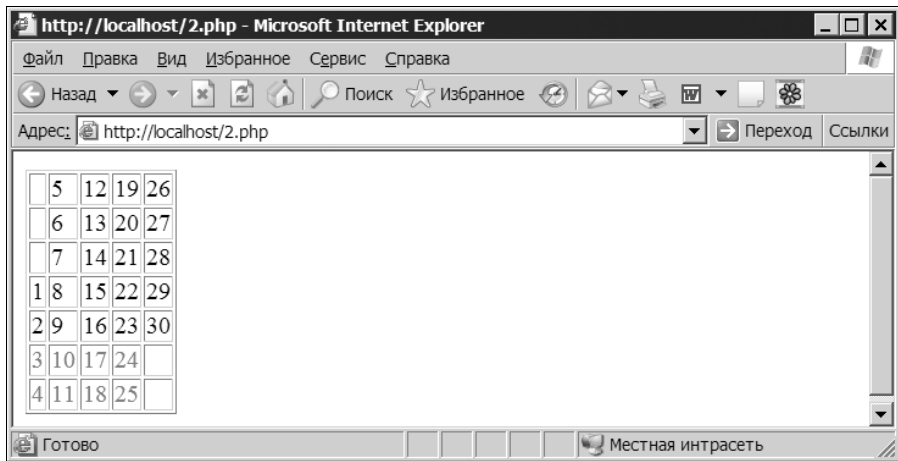 http://localhost/2.php - Microsoft Internet Explorer
Файл Правка Вид Избранное Сервис Справка
Назад Поиск Избранное
Адрес: http://localhost/2.php Переход Ссылки
5 12 19 26
6 13 20 27
7 14 21 28
1 8 15 22 29
2 9 16 23 30
3 10 17 24
4 11 18 25
Готово Местная интрасеть